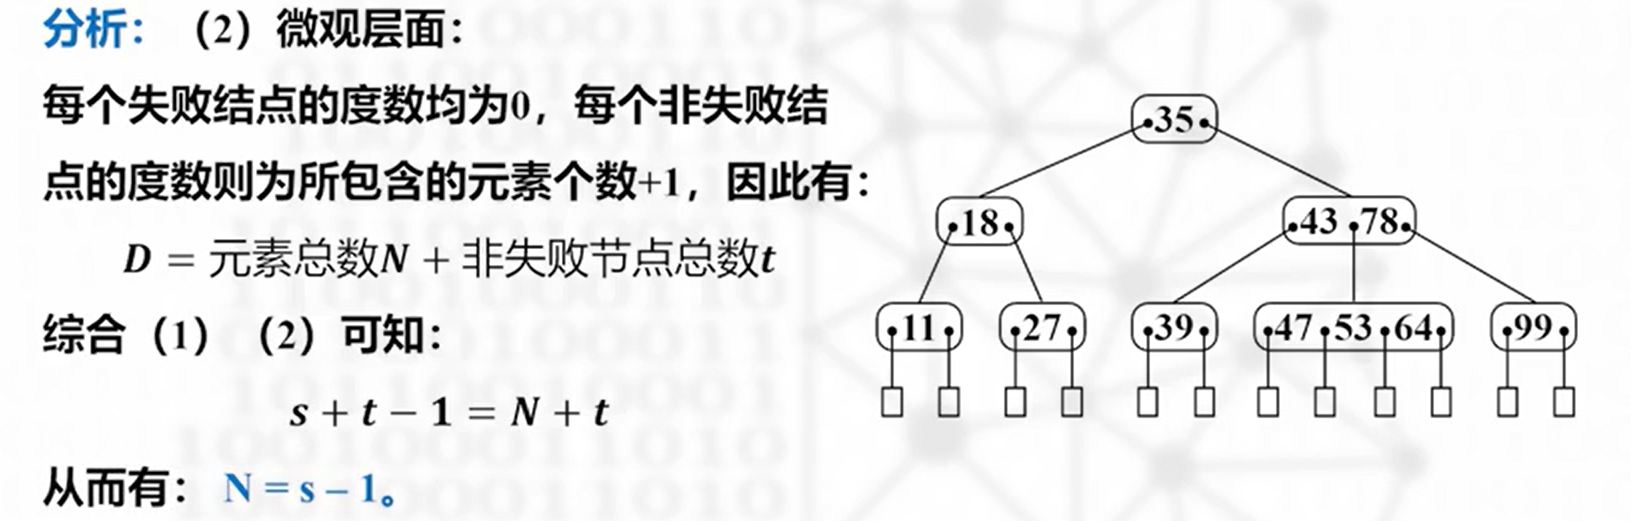 分析：（2）微观层面：
每个失败结点的度数均为0，每个非失败结
点的度数则为所包含的元素个数+1，因此有：
D = 元素总数N + 非失败节点总数t
综合（1）（2）可知：
s + t − 1 = N + t
从而有： N = s – 1。
35
18
43 78
11
27
39
47 53 64
99